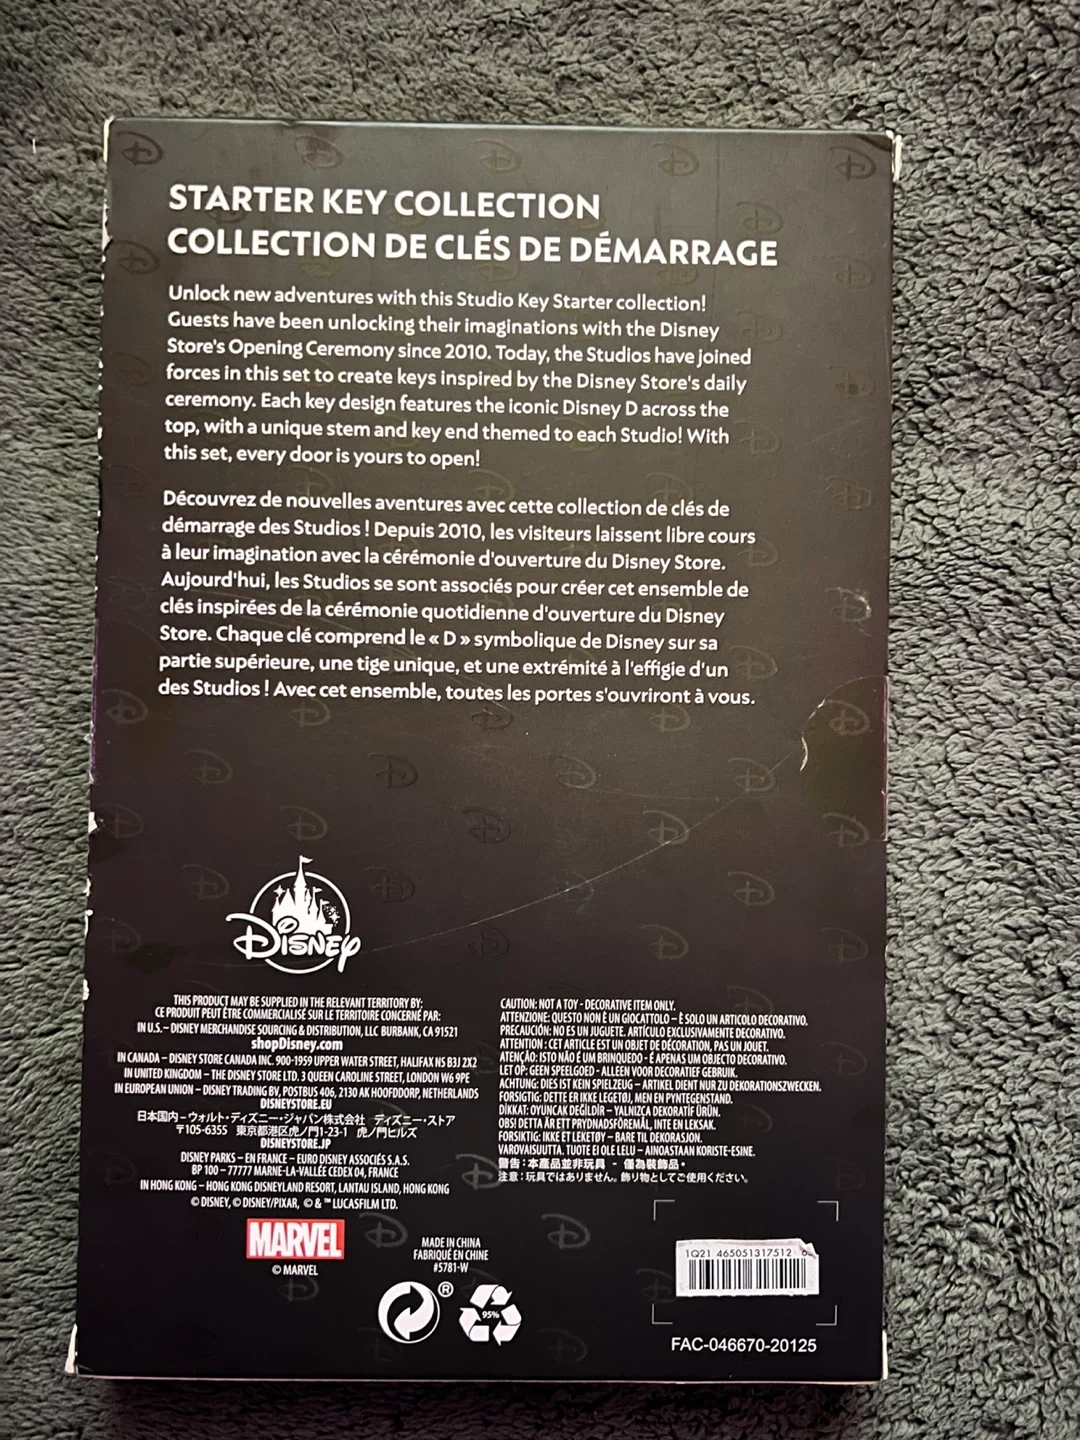 STARTER KEY COLLECTION
COLLECTION DE CLÉS DE DÉMARRAGE
Unlock new adventures with this Studio Key Starter collection!
Guests have been unlocking their imaginations with the Disney
Store's Opening Ceremony since 2010. Today, the Studios have joined
forces in this set to create keys inspired by the Disney Store's daily
ceremony. Each key design features the iconic Disney D across the
top, with a unique stem and key end themed to each Studio! With
this set, every door is yours to open!
Découvrez de nouvelles aventures avec cette collection de clés de
démarrage des Studios ! Depuis 2010, les visiteurs laissent libre cours
à leur imagination avec la cérémonie d'ouverture du Disney Store.
Aujourd'hui, les Studios se sont associés pour créer cet ensemble de
clés inspirées de la cérémonie quotidienne d'ouverture du Disney
Store. Chaque clé comprend le « D » symbolique de Disney sur sa
partie supérieure, une tige unique, et une extrémité à l'effigie d'un
des Studios ! Avec cet ensemble, toutes les portes s'ouvriront à vous.
Disney
THIS PRODUCT MAY BE SUPPLIED IN THE RELEVANT TERRITORY BY:
CE PRODUIT PEUT ÊTRE COMMERCIALISÉ SUR LE TERRITOIRE CONCERNÉ PAR:
IN U.S. – DISNEY MERCHANDISE SOURCING & DISTRIBUTION, LLC BURBANK, CA 91521
shopDisney.com
IN CANADA – DISNEY STORE CANADA INC. 900-1959 UPPER WATER STREET, HALIFAX NS B3J 2X2
IN UNITED KINGDOM – THE DISNEY STORE LTD. 3 QUEEN CAROLINE STREET, LONDON W6 9PE
IN EUROPEAN UNION – DISNEY TRADING BV, POSTBUS 406, 2130 AK HOOFDDORP, NETHERLANDS
DISNEYSTORE.EU
日本国内 – ウォルト・ディズニー・ジャパン株式会社 ディズニー・ストア
〒105-6355 東京都港区虎ノ門1-23-1 虎ノ門ヒルズ
DISNEYSTORE.JP
DISNEY PARKS – EN FRANCE – EURO DISNEY ASSOCIÉS S.A.S.
BP 100 – 77777 MARNE-LA-VALLÉE CEDEX 04, FRANCE
IN HONG KONG – HONG KONG DISNEYLAND RESORT, LANTAU ISLAND, HONG KONG
© DISNEY, © DISNEY/PIXAR, © & ™ LUCASFILM LTD.
MARVEL
© MARVEL
MADE IN CHINA
FABRIQUÉ EN CHINE
#5781-W
®
95%
CAUTION: NOT A TOY - DECORATIVE ITEM ONLY.
ATTENZIONE: QUESTO NON È UN GIOCATTOLO – È SOLO UN ARTICOLO DECORATIVO.
PRECAUCIÓN: NO ES UN JUGUETE. ARTÍCULO EXCLUSIVAMENTE DECORATIVO.
ATTENTION : CET ARTICLE EST UN OBJET DE DÉCORATION, PAS UN JOUET.
ATENÇÃO: ISTO NÃO É UM BRINQUEDO - É APENAS UM OBJECTO DECORATIVO.
LET OP: GEEN SPEELGOED - ALLEEN VOOR DECORATIEF GEBRUIK.
ACHTUNG: DIES IST KEIN SPIELZEUG – ARTIKEL DIENT NUR ZU DEKORATIONSZWECKEN.
FORSIGTIG: DETTE ER IKKE LEGETØJ, MEN EN PYNTEGENSTAND.
DİKKAT: OYUNCAK DEĞİLDİR – YALNIZCA DEKORATİF ÜRÜN.
OBS! DETTA ÄR ETT PRYDNADSFÖREMÅL, INTE EN LEKSAK.
FORSIKTIG: IKKE ET LEKETØY – BARE TIL DEKORASJON.
VAROVAISUUTTA. TUOTE EI OLE LELU – AINOASTAAN KORISTE-ESINE.
警告：本產品並非玩具 - 僅為裝飾品。
注意：玩具ではありません。飾り物としてご使用ください。
1Q21 465051317512 6
FAC-046670-20125